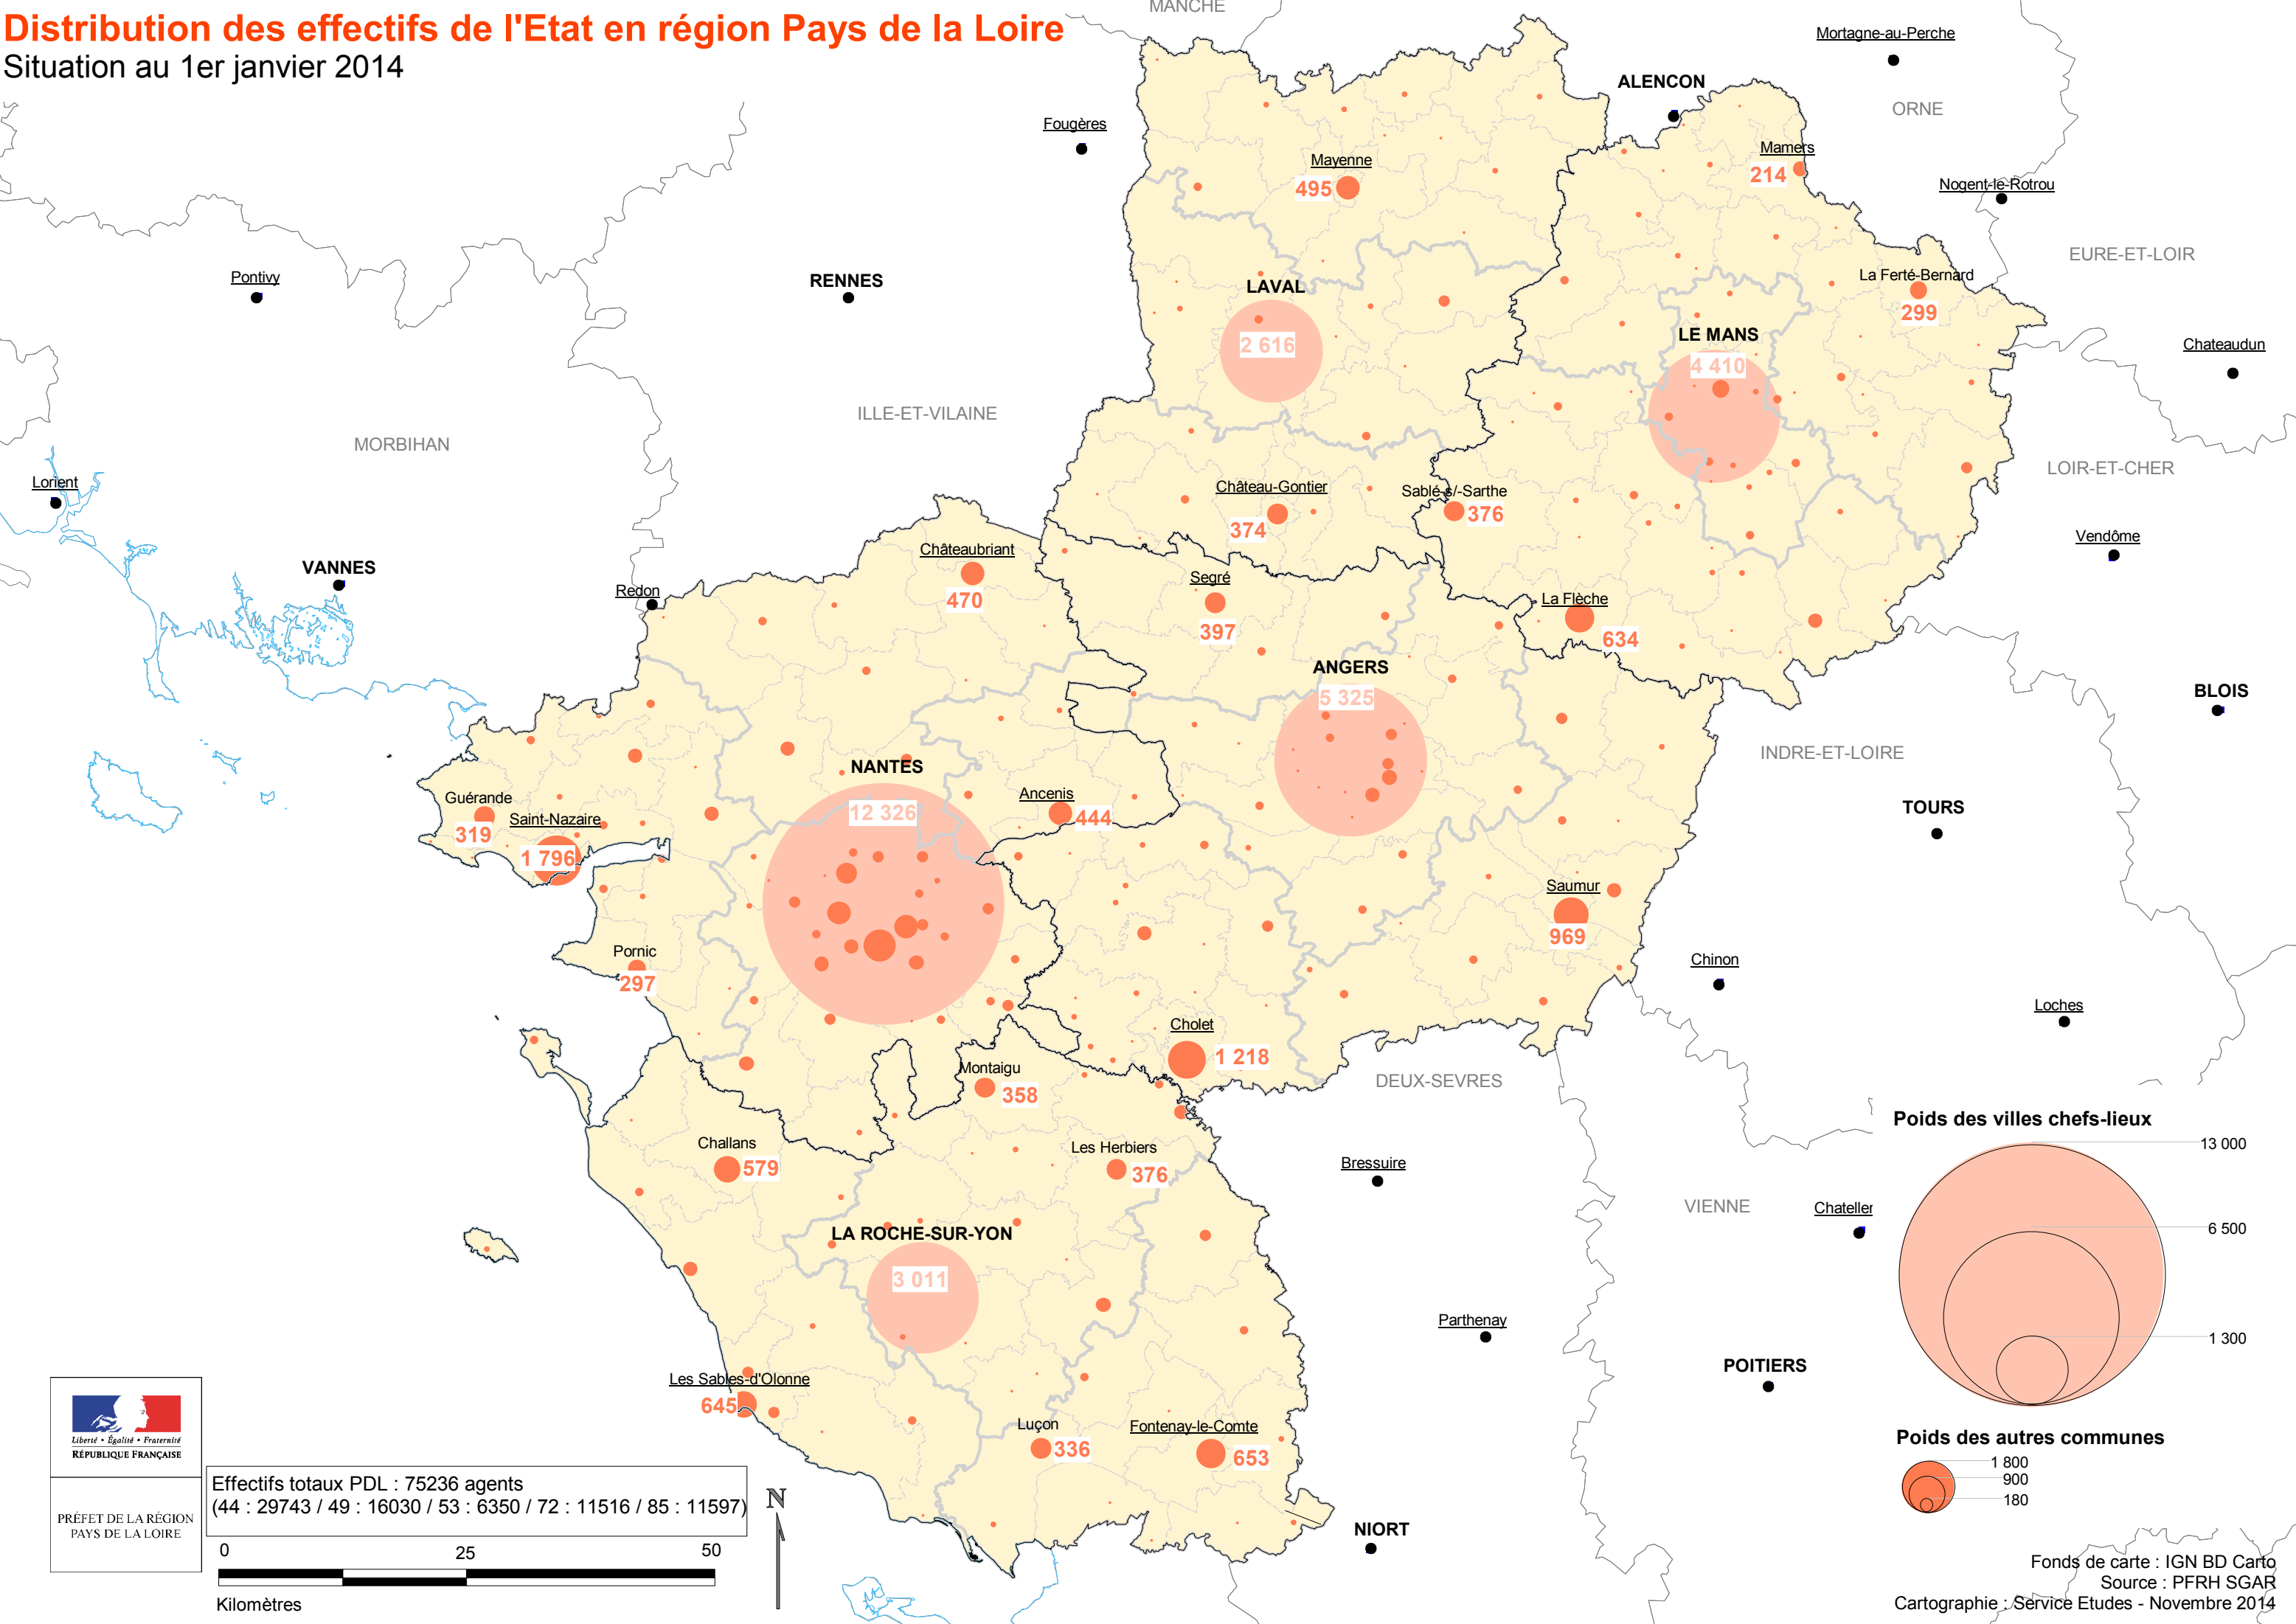 Distribution des effectifs de l'Etat en région Pays de la Loire
Situation au 1er janvier 2014
MANCHE
Mortagne-au-Perche
ALENCON
ORNE
Fougères
Mayenne
495
Mamers
214
Nogent-le-Rotrou
EURE-ET-LOIR
Pontivy
RENNES
LAVAL
2 616
La Ferté-Bernard
299
LE MANS
4 410
Chateaudun
ILLE-ET-VILAINE
MORBIHAN
LOIR-ET-CHER
Lorient
Château-Gontier
374
Sablé-s/-Sarthe
376
Vendôme
Châteaubriant
470
VANNES
Redon
Segré
397
La Flèche
634
ANGERS
5 325
BLOIS
INDRE-ET-LOIRE
NANTES
12 326
Guérande
319
Saint-Nazaire
1 796
Ancenis
444
TOURS
Saumur
969
Pornic
297
Chinon
Loches
Cholet
1 218
Montaigu
358
DEUX-SEVRES
Challans
579
Les Herbiers
376
Bressuire
VIENNE
Chateller
LA ROCHE-SUR-YON
3 011
Parthenay
POITIERS
Les Sables-d'Olonne
645
Luçon
336
Fontenay-le-Comte
653
NIORT
Poids des villes chefs-lieux
13 000
6 500
1 300
Poids des autres communes
1 800
900
180
Liberté • Égalité • Fraternité
RÉPUBLIQUE FRANÇAISE
PRÉFET DE LA RÉGION
PAYS DE LA LOIRE
Effectifs totaux PDL : 75236 agents
(44 : 29743 / 49 : 16030 / 53 : 6350 / 72 : 11516 / 85 : 11597)
N
0 25 50
Kilomètres
Fonds de carte : IGN BD Carto
Source : PFRH SGAR
Cartographie : Service Etudes - Novembre 2014